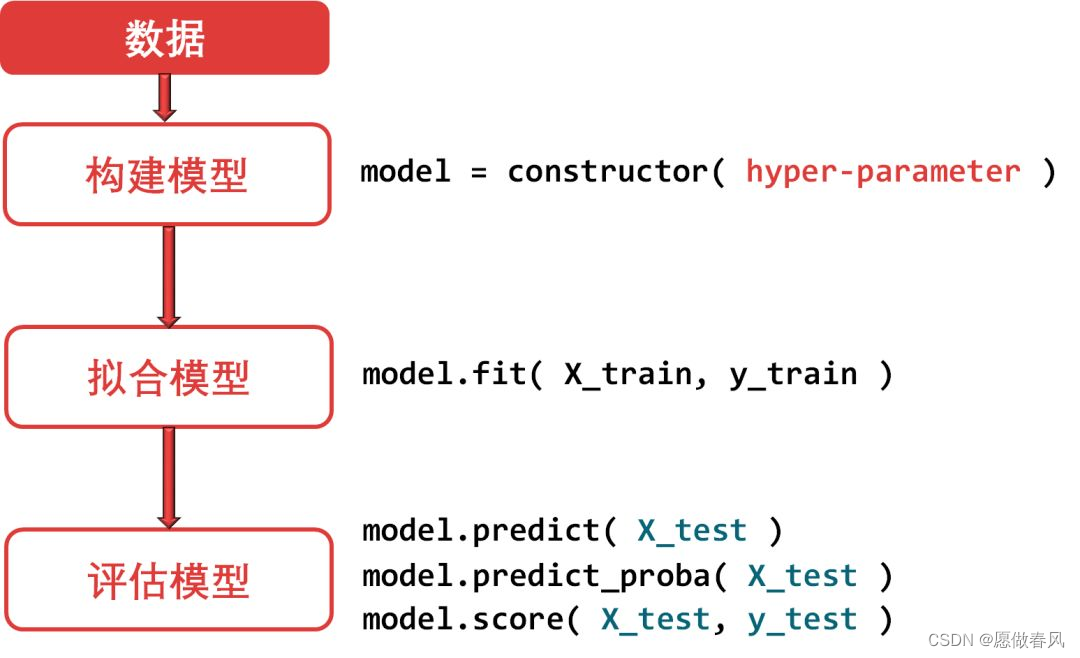 数据
构建模型
model = constructor( hyper-parameter )
拟合模型
model.fit( X_train, y_train )
评估模型
model.predict( X_test )
model.predict_proba( X_test )
model.score( X_test, y_test )
CSDN @愿做春风